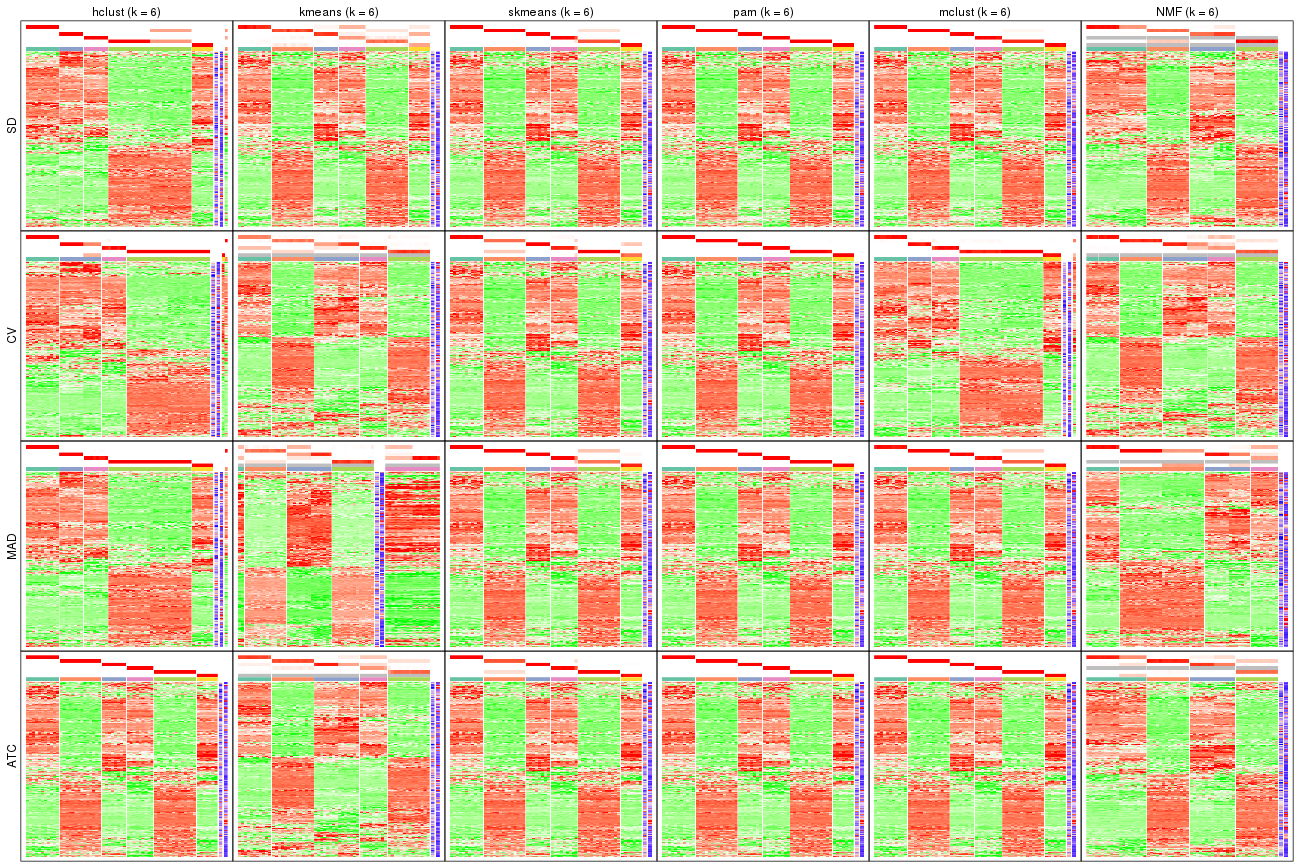 hclust (k = 6)
kmeans (k = 6)
skmeans (k = 6)
pam (k = 6)
mclust (k = 6)
NMF (k = 6)
SD
CV
MAD
ATC